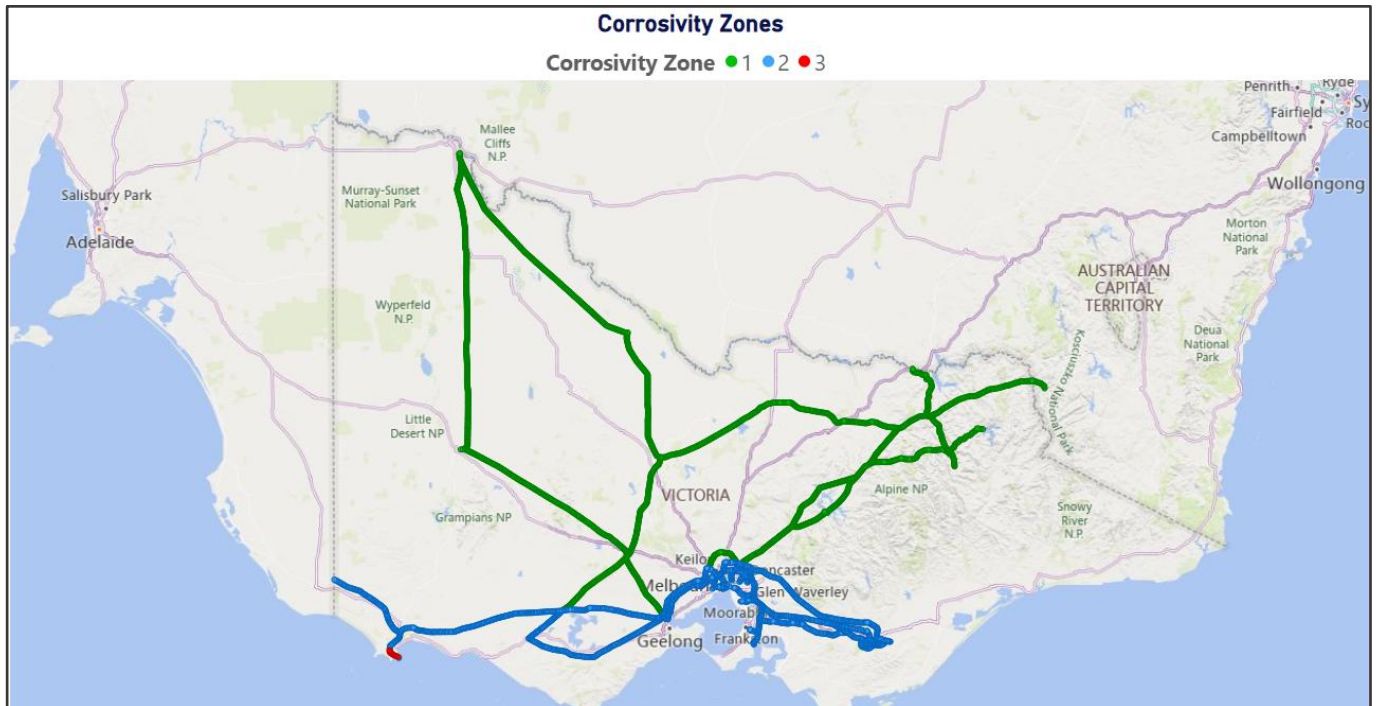 Corrosivity Zones
Corrosivity Zone 1 2 3
Penrith
Ryde
Fairfield
Campbelltown
Wollongong
Mallee
Cliffs
N.P.
Salisbury Park
Adelaide
Murray-Sunset
National Park
Morton
National
Park
AUSTRALIAN
CAPITAL
TERRITORY
Wyperfeld
N.P.
Deua
National
Park
Kosciuszko National Park
Little
Desert NP
VICTORIA
Alpine NP
Grampians NP
Snowy
River
N.P.
Glen Waverley
Geelong